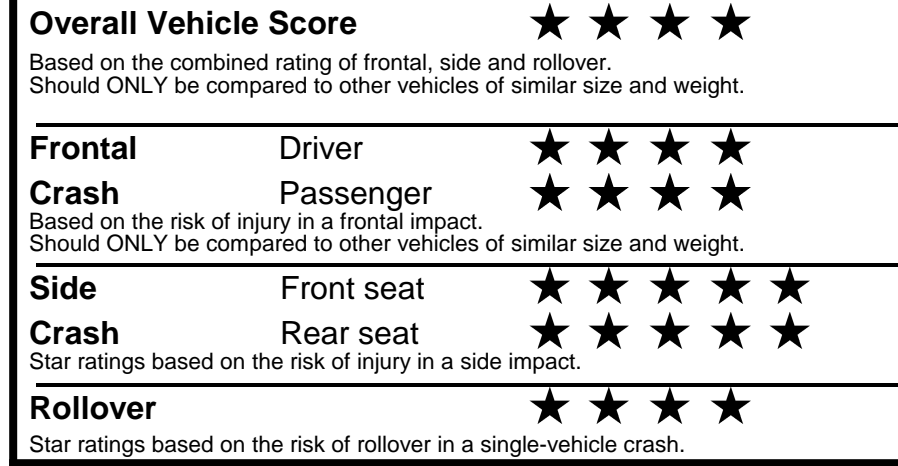 Overall Vehicle Score ★ ★ ★ ★
Based on the combined rating of frontal, side and rollover.
Should ONLY be compared to other vehicles of similar size and weight.
Frontal Driver ★ ★ ★ ★
Crash Passenger ★ ★ ★ ★
Based on the risk of injury in a frontal impact.
Should ONLY be compared to other vehicles of similar size and weight.
Side Front seat ★ ★ ★ ★ ★
Crash Rear seat ★ ★ ★ ★ ★
Star ratings based on the risk of injury in a side impact.
Rollover ★ ★ ★ ★
Star ratings based on the risk of rollover in a single-vehicle crash.